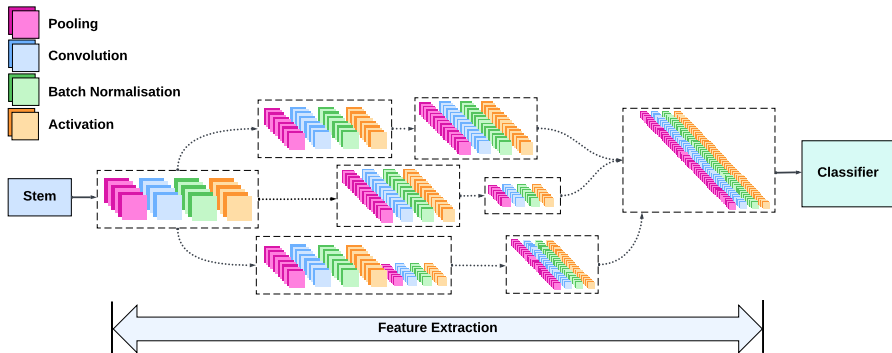 Pooling
Convolution
Batch Normalisation
Activation
Stem
Classifier
Feature Extraction